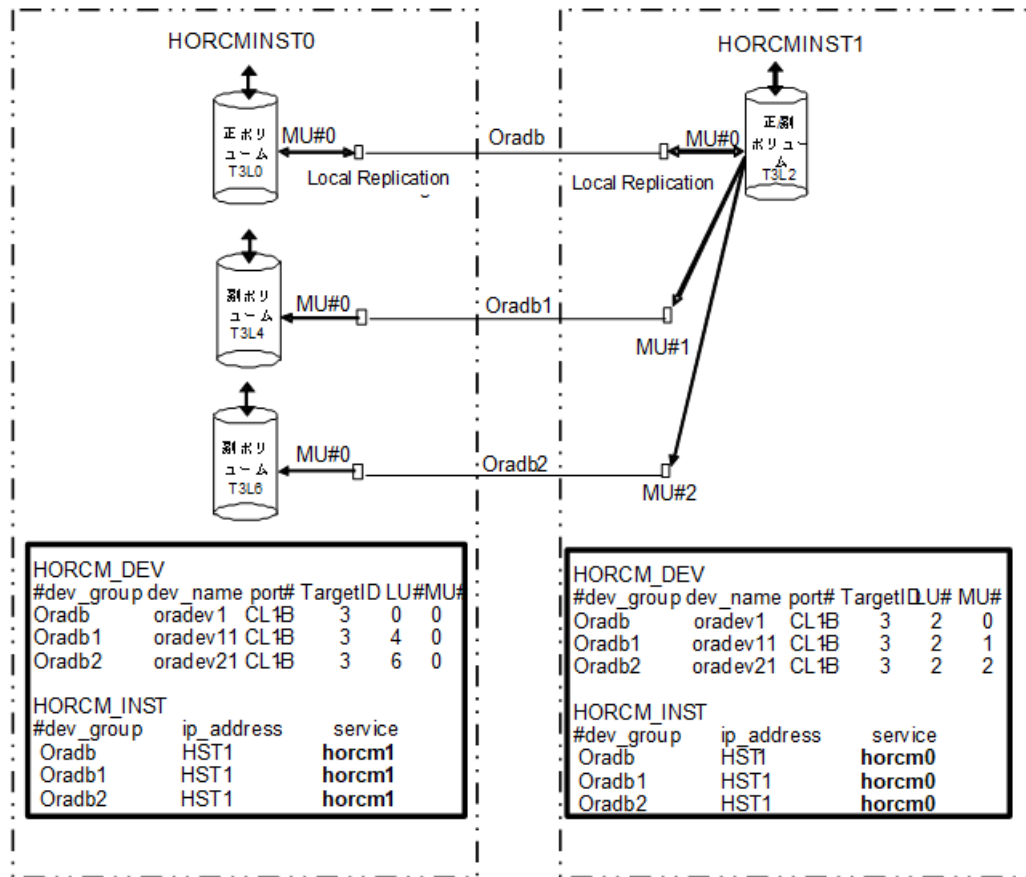 HORCMINST0
HORCMINST1
正ボリ
ューム
T3L0
MU#0
Local Replication
Oradb
MU#0
Local Replication
正/副
ボリュー
ム
T3L2
副ボリ
ューム
T3L4
MU#0
Oradb1
MU#1
副ボリ
ューム
T3L6
MU#0
Oradb2
MU#2
HORCM_DEV
#dev_group dev_name port# TargetID LU#MU#
Oradb oradev1 CL1-B 3 0 0
Oradb1 oradev11 CL1-B 3 4 0
Oradb2 oradev21 CL1-B 3 6 0
HORCM_INST
#dev_group ip_address service
Oradb HST1 horcm1
Oradb1 HST1 horcm1
Oradb2 HST1 horcm1
HORCM_DEV
#dev_group dev_name port# TargetID LU# MU#
Oradb oradev1 CL1-B 3 2 0
Oradb1 oradev11 CL1-B 3 2 1
Oradb2 oradev21 CL1-B 3 2 2
HORCM_INST
#dev_group ip_address service
Oradb HST1 horcm0
Oradb1 HST1 horcm0
Oradb2 HST1 horcm0